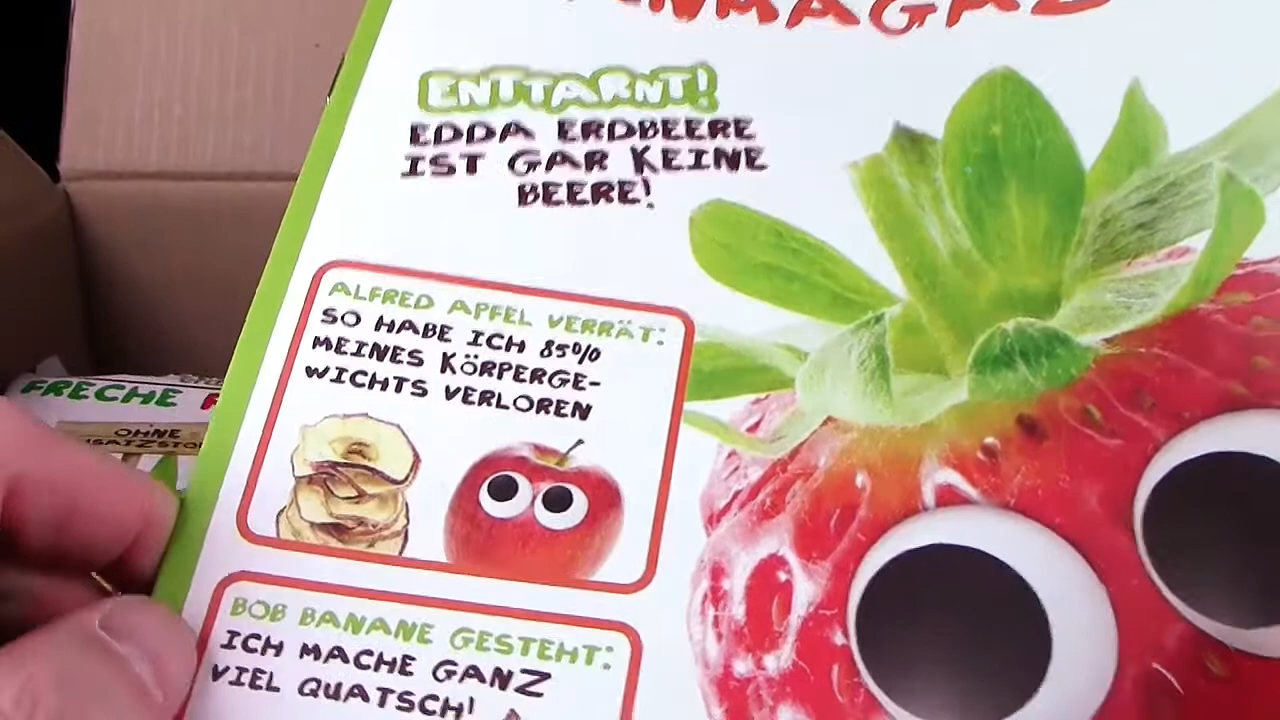 ENTTARNT!
EDDA ERDBEERE
IST GAR KEINE
BEERE!
ALFRED APFEL VERRÄT:
SO HABE ICH 85%
MEINES KÖRPERGE-
WICHTS VERLOREN
FRECHE
OHNE
BOB BANANE GESTEHT:
ICH MACHE GANZ
VIEL QUATSCH!